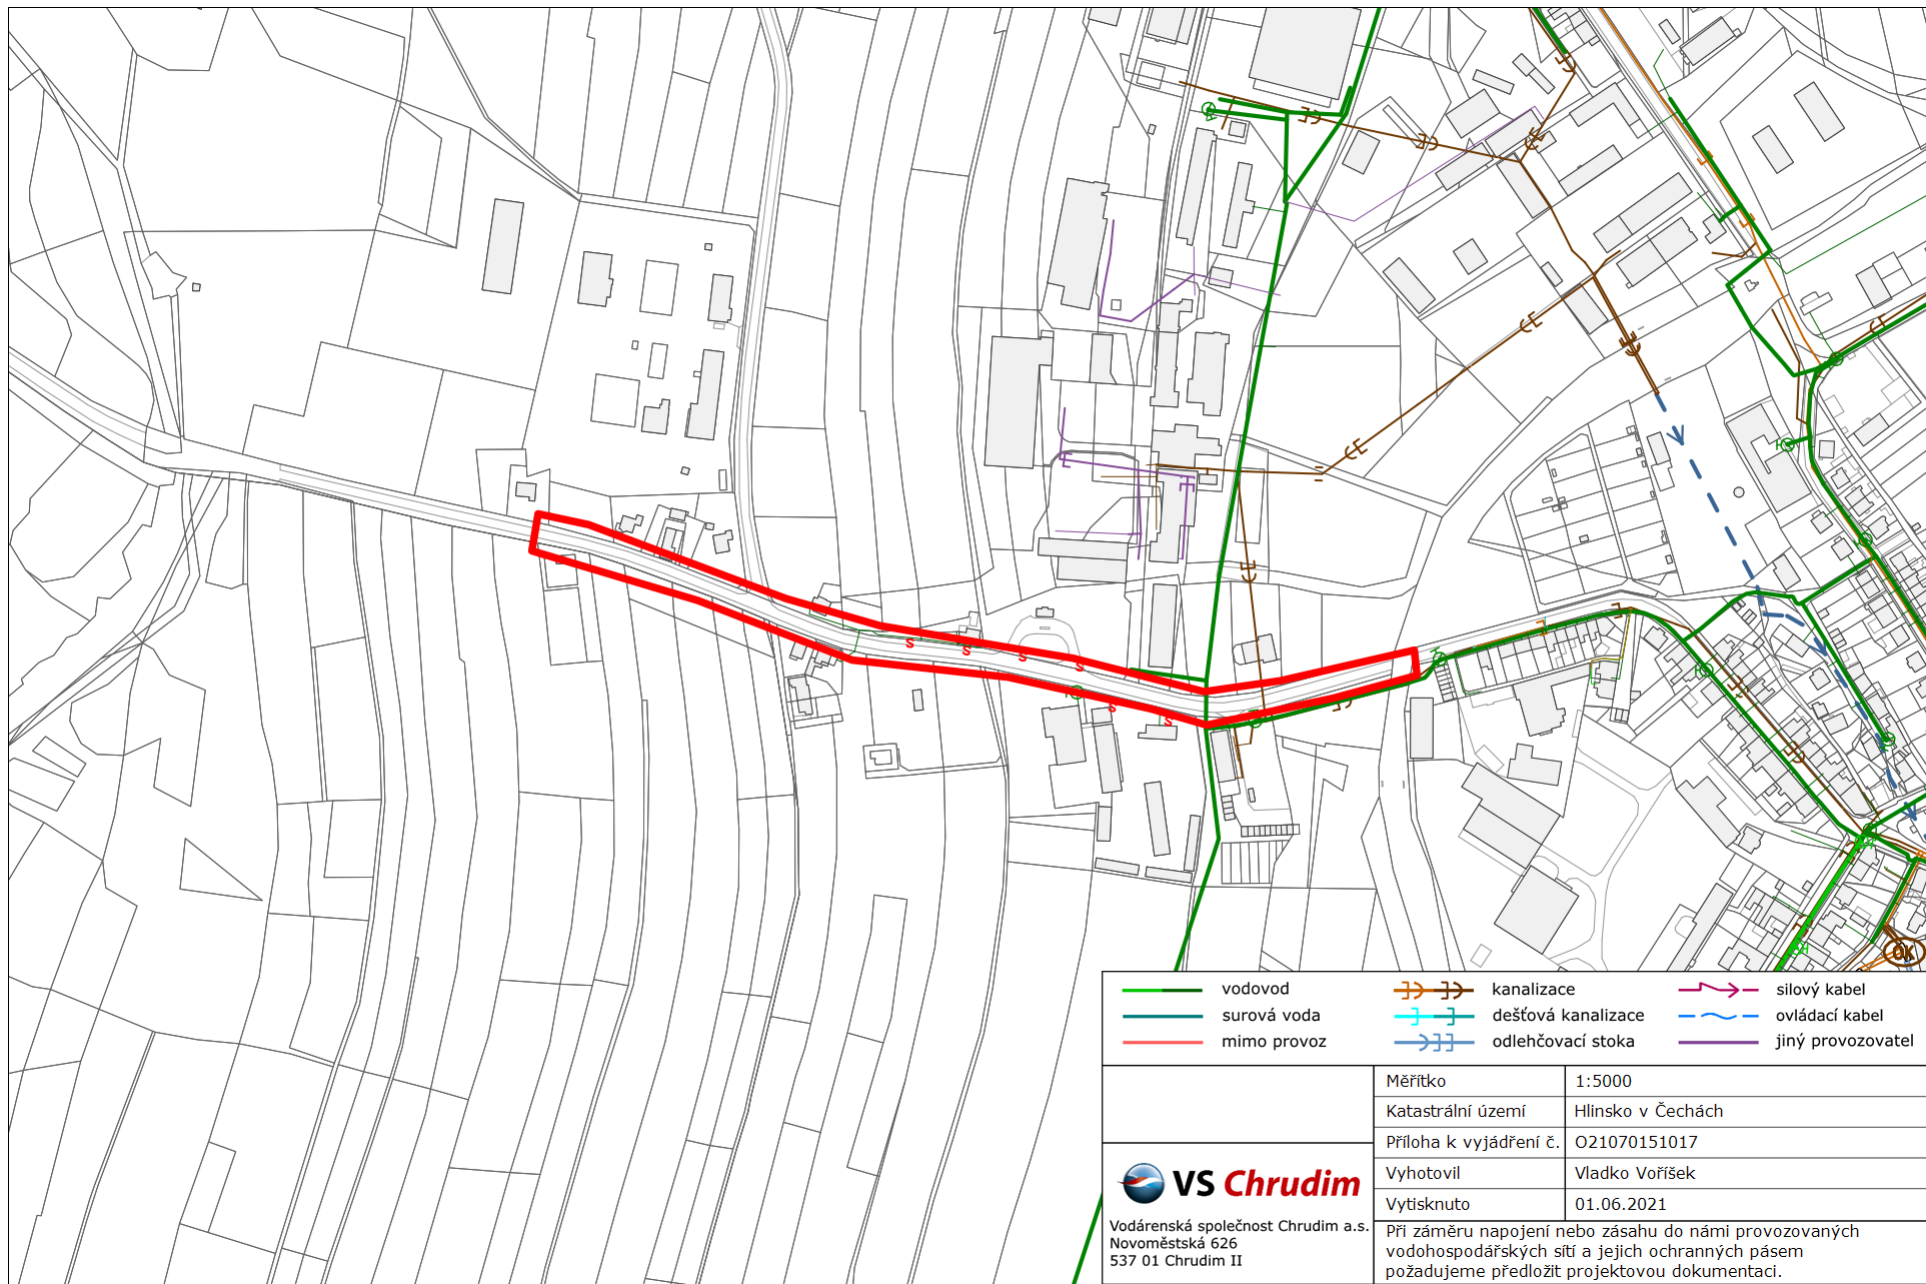 S S S S
S S
OK
vodovod
surová voda
mimo provoz
kanalizace
dešťová kanalizace
odlehčovací stoka
silový kabel
ovládací kabel
jiný provozovatel
Měřítko 1:5000
Katastrální území Hlinsko v Čechách
Příloha k vyjádření č. O21070151017
Vyhotovil Vladko Voříšek
Vytisknuto 01.06.2021
VS Chrudim
Vodárenská společnost Chrudim a.s.
Novoměstská 626
537 01 Chrudim II
Při záměru napojení nebo zásahu do námi provozovaných
vodohospodářských sítí a jejich ochranných pásem
požadujeme předložit projektovou dokumentaci.